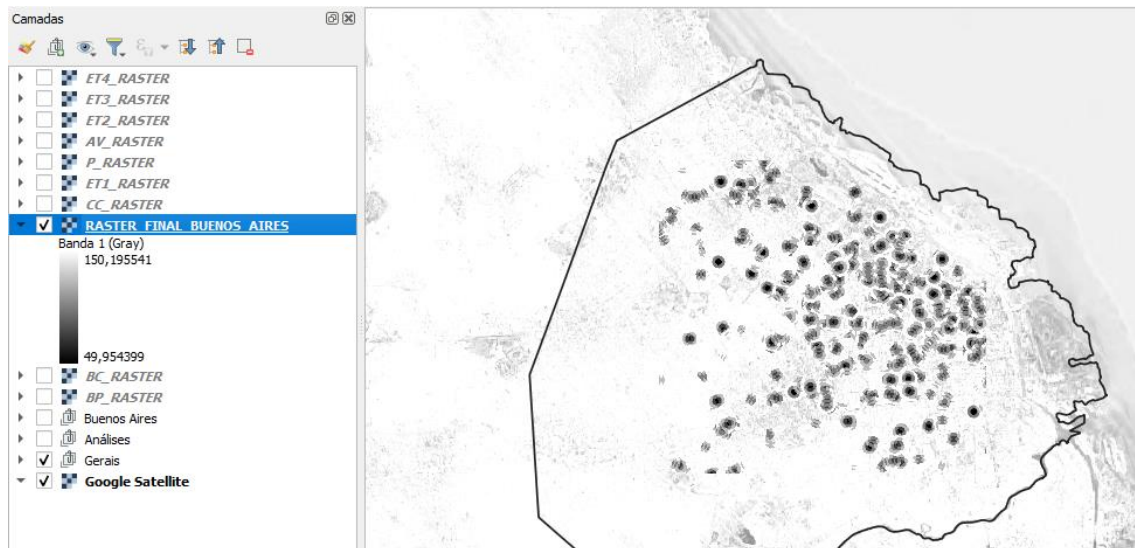 Camadas
ET4_RASTER
ET3_RASTER
ET2_RASTER
AV_RASTER
P_RASTER
ET1_RASTER
CC_RASTER
RASTER_FINAL_BUENOS_AIRES
Banda 1 (Gray)
150,195541
49,954399
BC_RASTER
BP_RASTER
Buenos Aires
Análises
Gerais
Google Satellite